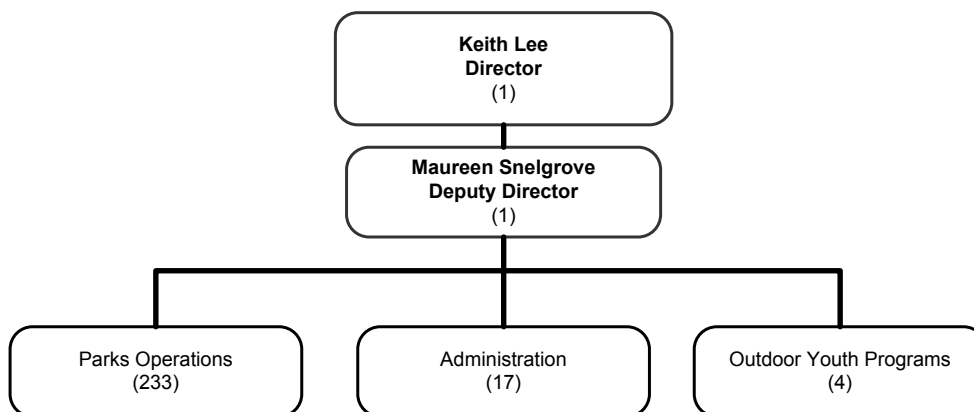 Keith Lee
Director
(1)
Maureen Snelgrove
Deputy Director
(1)
Parks Operations
(233)
Administration
(17)
Outdoor Youth Programs
(4)